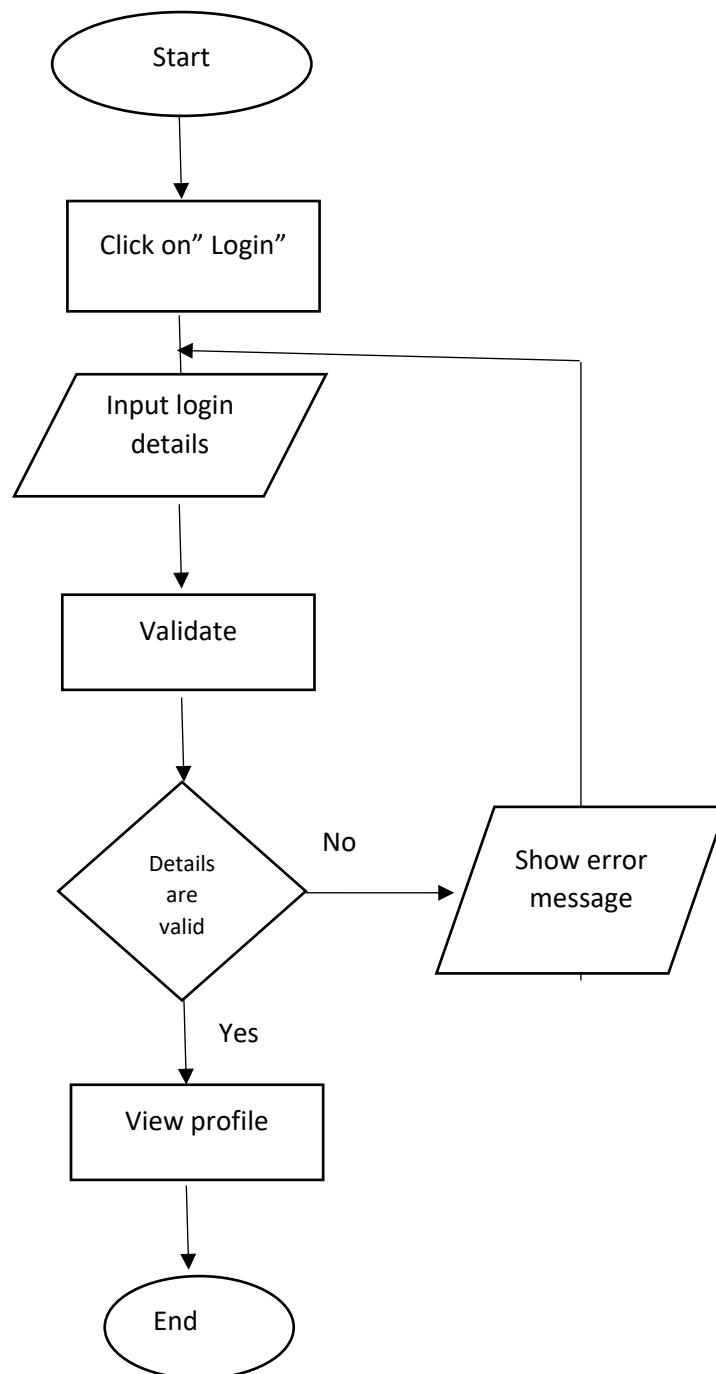 Start
Click on” Login”
Input login
details
Validate
Details
are
valid
No
Show error
message
Yes
View profile
End